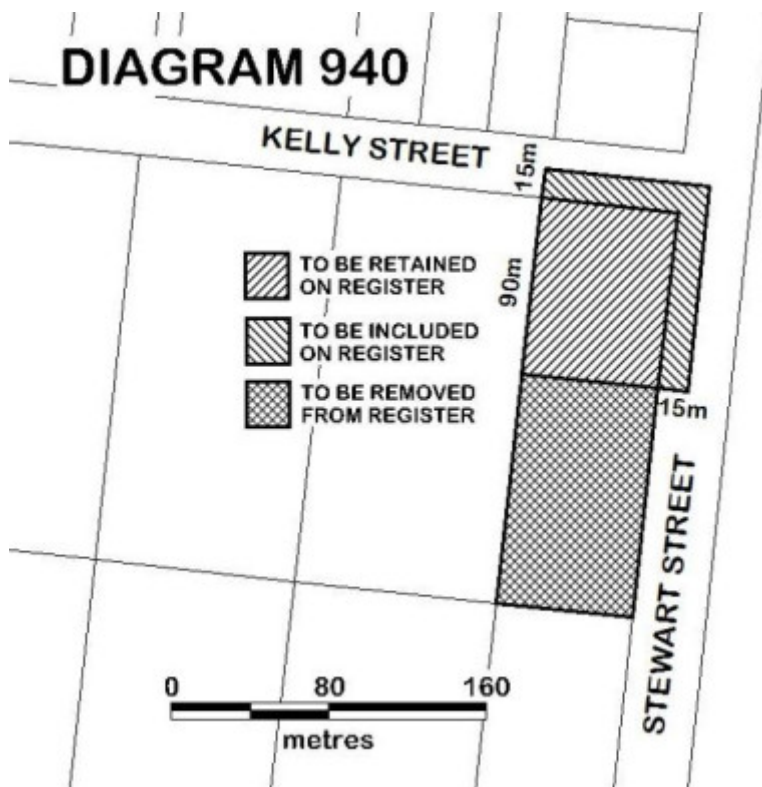 DIAGRAM 940
KELLY STREET
15m
90m
TO BE RETAINED
ON REGISTER
TO BE INCLUDED
ON REGISTER
TO BE REMOVED
FROM REGISTER
15m
STEWART STREET
0 80 160
metres